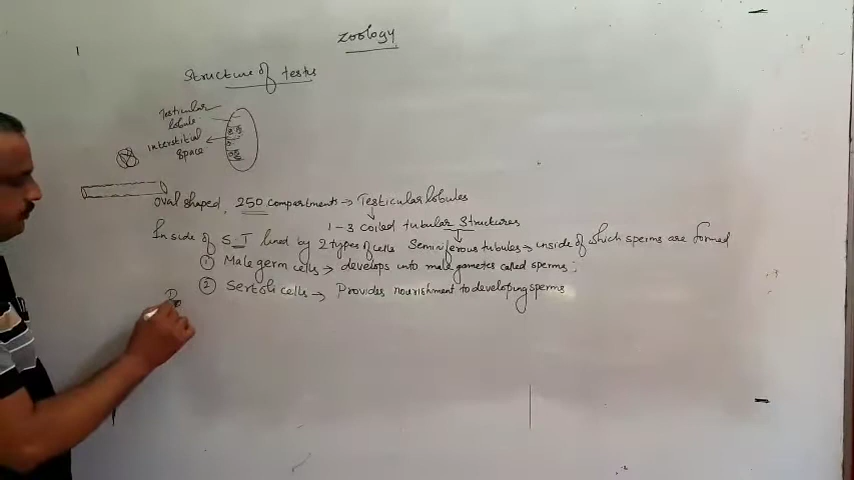 Zoology
Structure of testis
Testicular
lobule
interstitial
space
Oval shaped, 250 compartments → Testicular lobules
1-3 coiled tubular structures
Inside of S.T lined by 2 types of cells Seminiferous tubules → inside of which sperms are formed
① Male germ cells → develops into male gametes called sperms;
② Sertoli cells → Provides nourishment to developing sperms